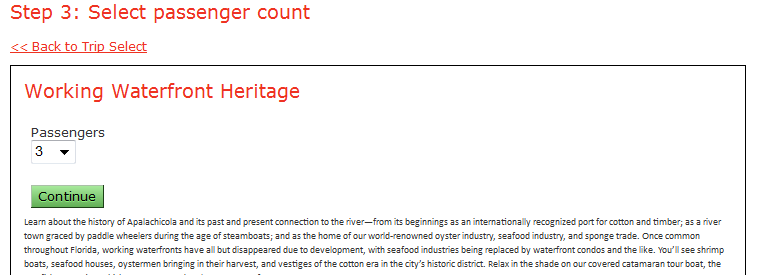 Step 3: Select passenger count
<< Back to Trip Select
Working Waterfront Heritage
Passengers
3
Continue
Learn about the history of Apalachicola and its past and present connection to the river—from its beginnings as an internationally recognized port for cotton and timber; as a river
town graced by paddle wheelers during the age of steamboats; and as the home of our world-renowned oyster industry, seafood industry, and sponge trade. Once common
throughout Florida, working waterfronts have all but disappeared due to development, with seafood industries being replaced by waterfront condos and the like. You'll see shrimp
boats, seafood houses, oystermen bringing in their harvest, and vestiges of the cotton era in the city's historic district. Relax in the shade on our covered catamaran tour boat, the